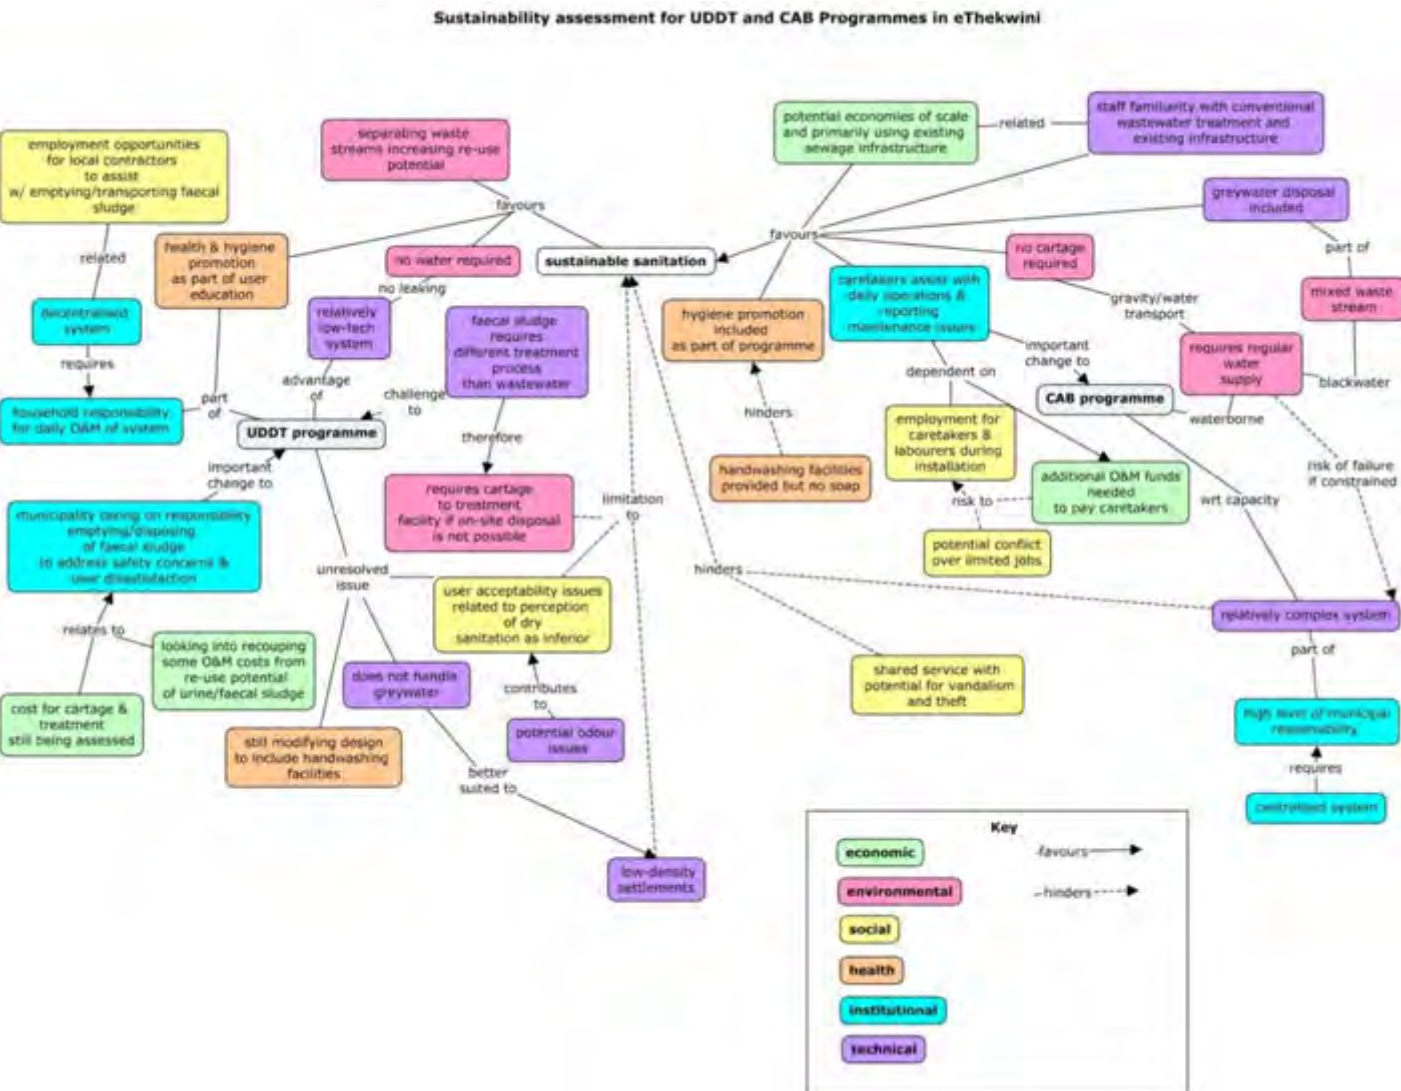 Sustainability assessment for UDDT and CAB Programmes in eThekwini
employment opportunities
for local contractors
to assist
w/ emptying/transporting faecal
sludge
separating waste
streams increasing re-use
potential
potential economies of scale
and primarily using existing
sewage infrastructure
related
staff familiarity with conventional
wastewater treatment and
existing infrastructure
favours
greywater disposal
included
related
health & hygiene
promotion
as part of user
education
no water required
sustainable sanitation
favours
no cartage
required
part of
decentralised
system
no leaking
relatively
low-tech
system
faecal sludge
requires
different treatment
process
than wastewater
hygiene promotion
included
as part of programme
caretakers assist with
daily operations &
reporting
maintenance issues
gravity/water
transport
mixed waste
stream
requires
advantage
of
challenge
to
important
change to
requires regular
water
supply
blackwater
household responsibility
for daily O&M of system
part
of
UDDT programme
therefore
hinders
dependent on
CAB programme
waterborne
important
change to
requires cartage
to treatment
facility if on-site disposal
is not possible
limitation
to
handwashing facilities
provided but no soap
employment for
caretakers &
labourers during
installation
additional O&M funds
needed
to pay caretakers
risk of failure
if constrained
municipality taking on responsibility
emptying/disposing
of faecal sludge
to address safety concerns &
user dissatisfaction
risk to
wrt capacity
potential conflict
over limited jobs
unresolved
issue
user acceptability issues
related to perception
of dry
sanitation as inferior
hinders
relatively complex system
relates to
looking into recouping
some O&M costs from
re-use potential
of urine/faecal sludge
does not handle
greywater
shared service with
potential for vandalism
and theft
part of
cost for cartage &
treatment
still being assessed
contributes
to
potential odour
issues
high level of municipal
responsibility
still modifying design
to include handwashing
facilities
better
suited to
requires
centralised system
low-density
settlements
Key
economic
favours
environmental
hinders
social
health
institutional
technical